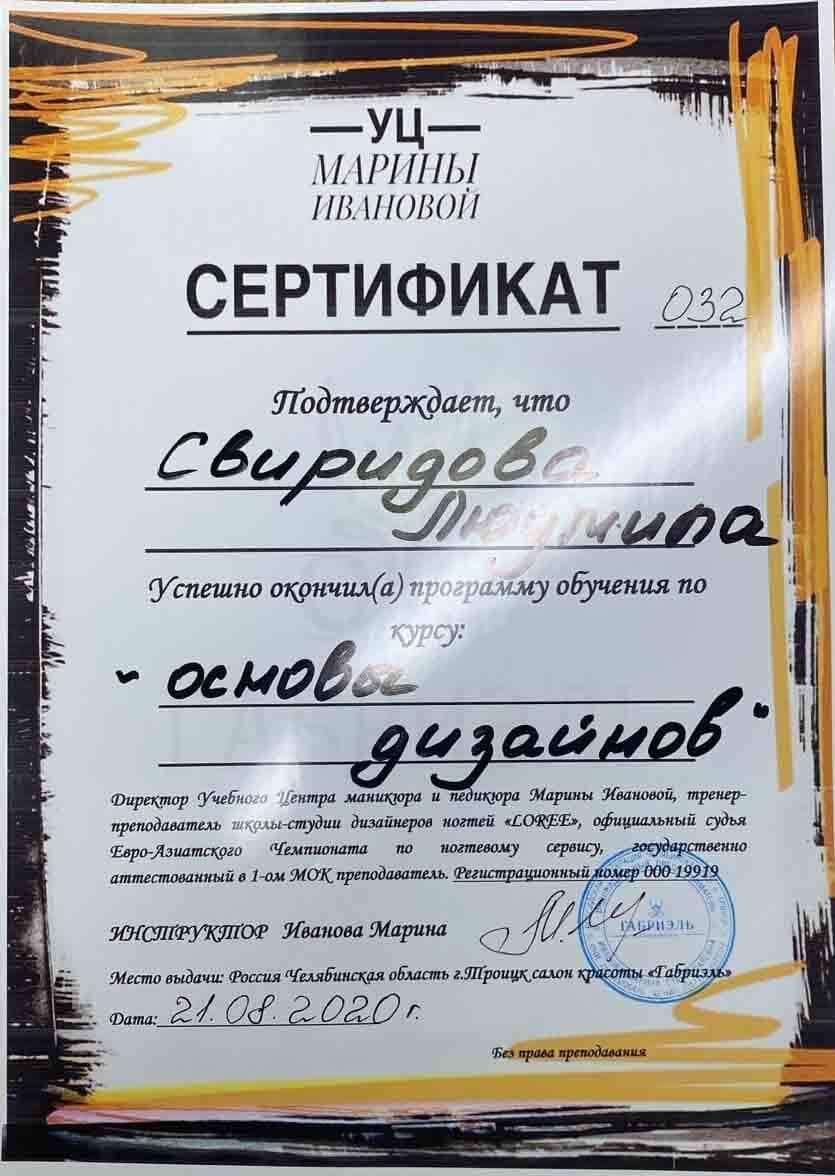 УЦ
МАРИНЫ
ИВАНОВОЙ
СЕРТИФИКАТ 032
Подтверждает, что
Свиридова
Людмила
Успешно окончил(а) программу обучения по
курсу:
" основы
дизайнов"
Директор Учебного Центра маникюра и педикюра Марины Ивановой, тренер-
преподаватель школы-студии дизайнеров ногтей «LOREE», официальный судья
Евро-Азиатского Чемпионата по ногтевому сервису, государственно
аттестованный в 1-ом МОК преподаватель. Регистрационный номер 000 19919
ИНСТРУКТОР Иванова Марина
ГАБРИЭЛЬ
Место выдачи: Россия Челябинская область г.Троицк салон красоты «Габриэль»
Дата: 21.08.2020 г.
Без права преподавания